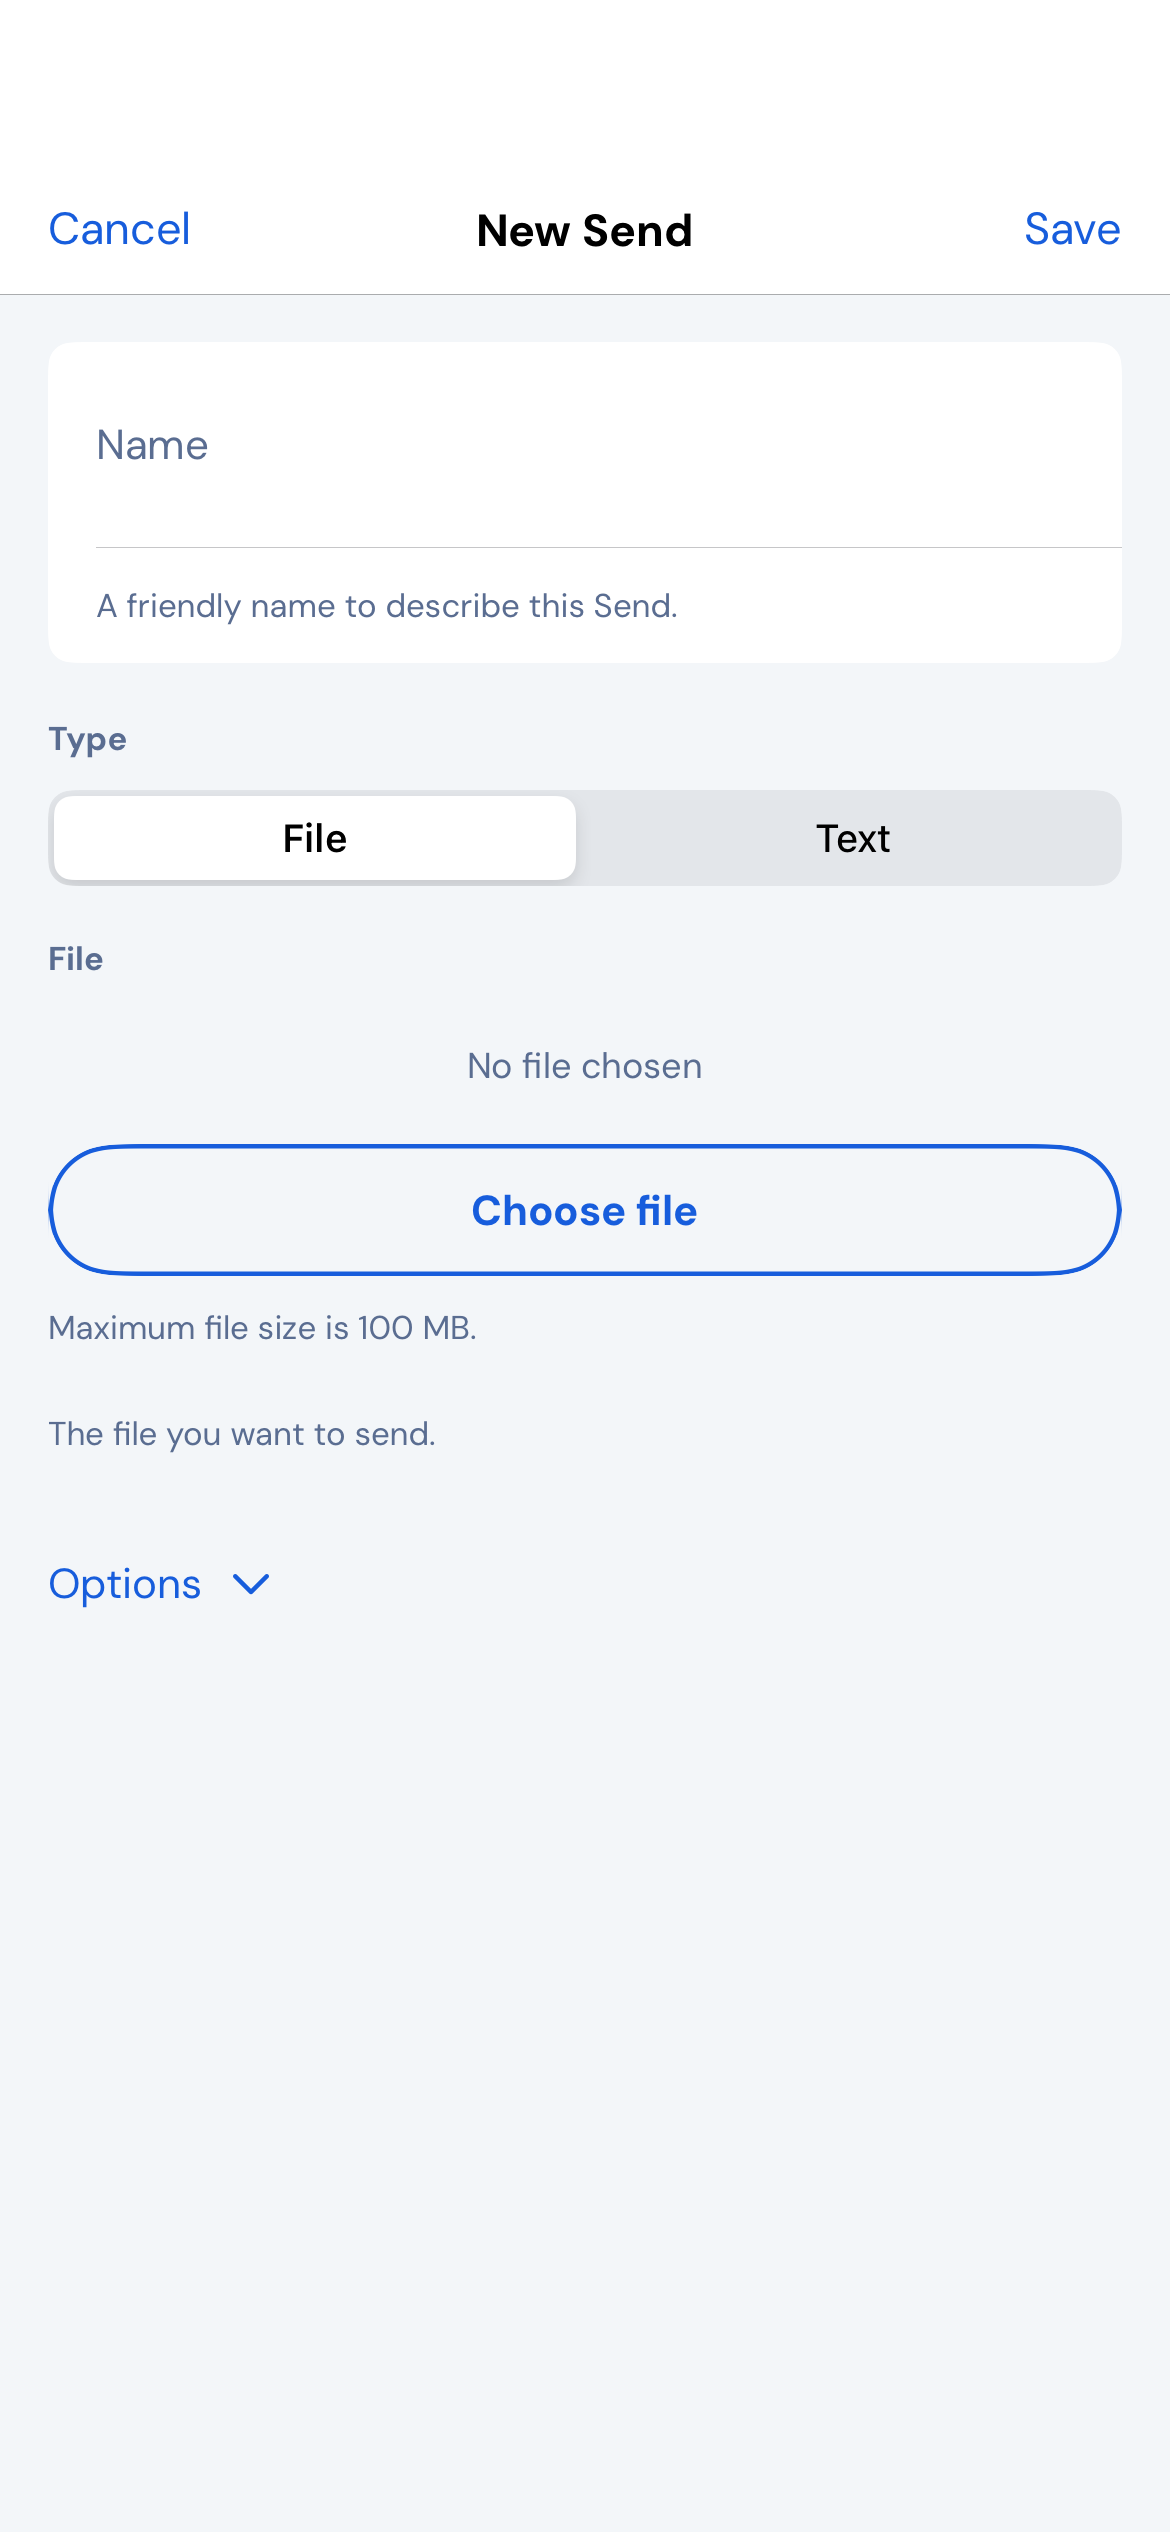 Cancel New Send Save
Name
A friendly name to describe this Send.
Type
File Text
File
No file chosen
Choose file
Maximum file size is 100 MB.
The file you want to send.
Options